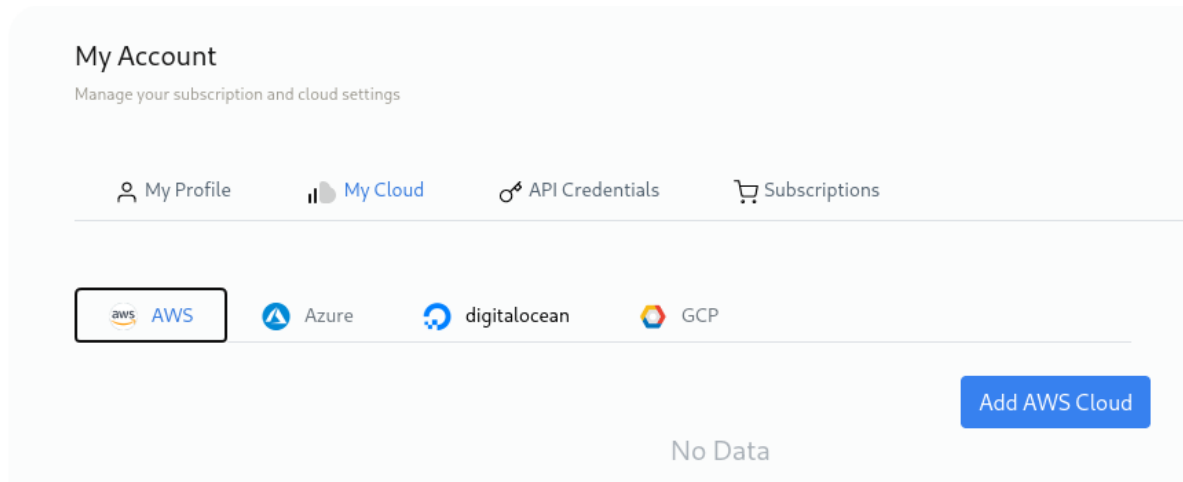 My Account
Manage your subscription and cloud settings
My Profile My Cloud API Credentials Subscriptions
aws AWS Azure digitalocean GCP
Add AWS Cloud
No Data